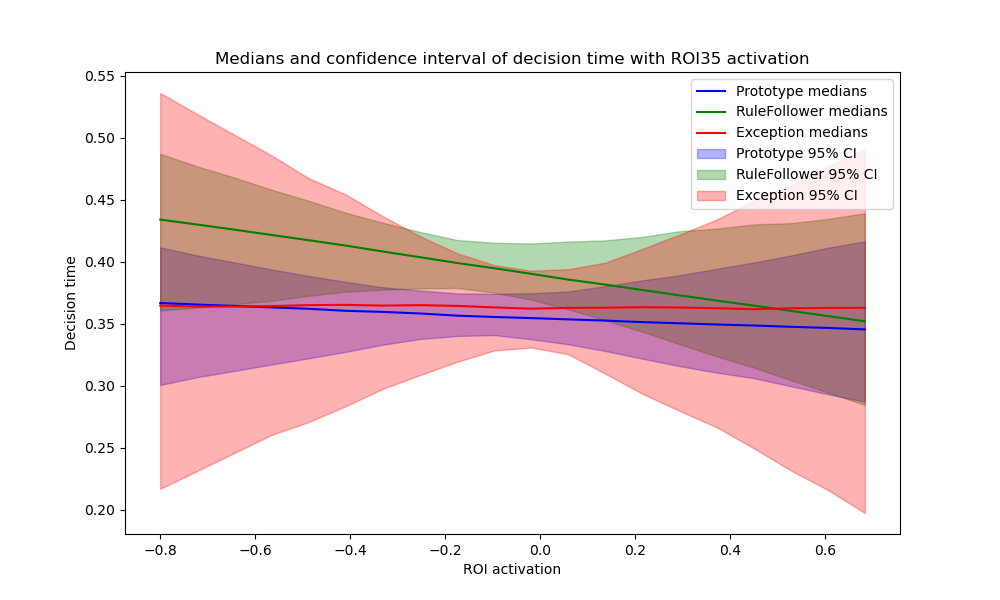 Medians and confidence interval of decision time with ROI35 activation
0.55
0.50
0.45
0.40
0.35
0.30
0.25
0.20
Decision time
Prototype medians
RuleFollower medians
Exception medians
Prototype 95% CI
RuleFollower 95% CI
Exception 95% CI
−0.8 −0.6 −0.4 −0.2 0.0 0.2 0.4 0.6
ROI activation